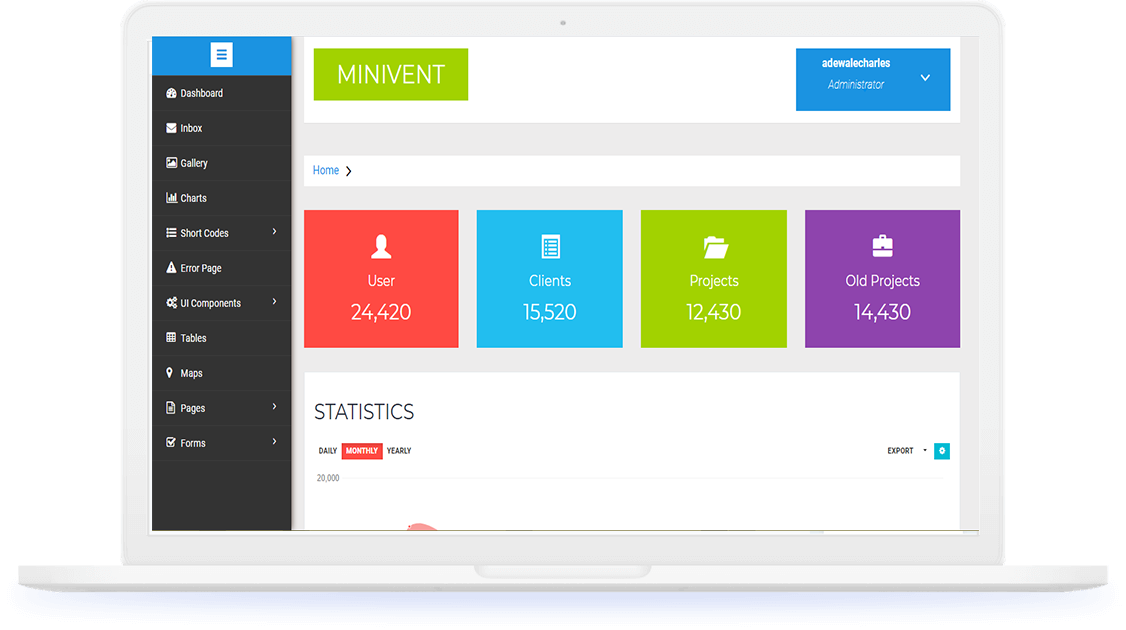 MINIVENT
adewalecharles
Administrator
Dashboard
Inbox
Gallery
Charts
Short Codes
Error Page
UI Components
Tables
Maps
Pages
Forms
Home
User
24,420
Clients
15,520
Projects
12,430
Old Projects
14,430
STATISTICS
DAILY MONTHLY YEARLY
EXPORT
20,000